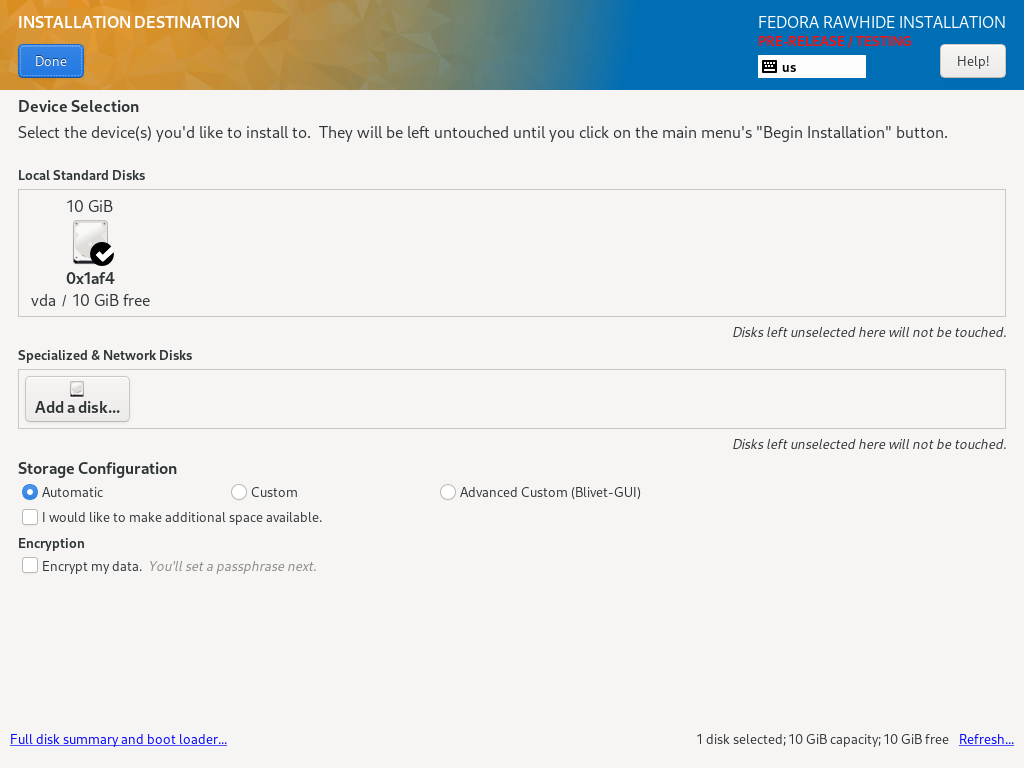 INSTALLATION DESTINATION
FEDORA RAWHIDE INSTALLATION
PRE-RELEASE / TESTING
Done
us
Help!
Device Selection
Select the device(s) you'd like to install to.  They will be left untouched until you click on the main menu's "Begin Installation" button.
Local Standard Disks
10 GiB
0x1af4
vda / 10 GiB free
Disks left unselected here will not be touched.
Specialized & Network Disks
Add a disk...
Disks left unselected here will not be touched.
Storage Configuration
Automatic Custom Advanced Custom (Blivet-GUI)
I would like to make additional space available.
Encryption
Encrypt my data. You'll set a passphrase next.
Full disk summary and boot loader... 1 disk selected; 10 GiB capacity; 10 GiB free Refresh...